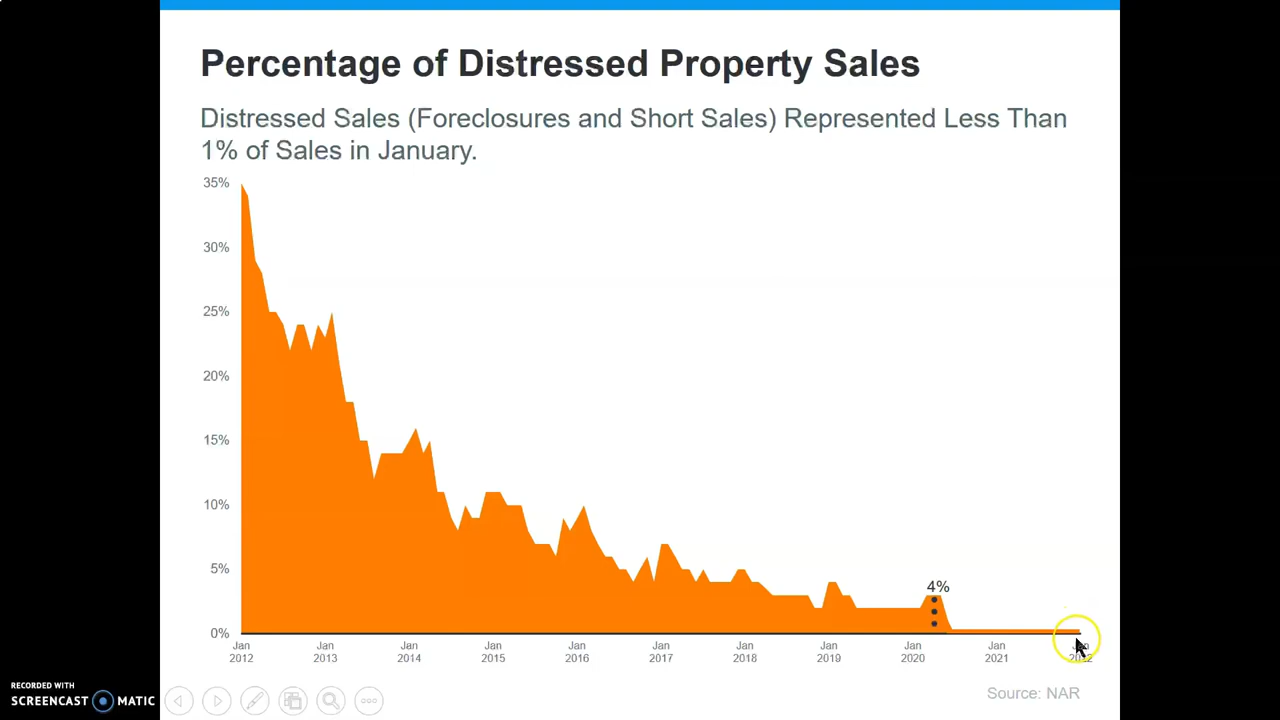 Percentage of Distressed Property Sales
Distressed Sales (Foreclosures and Short Sales) Represented Less Than
1% of Sales in January.
35%
30%
25%
20%
15%
10%
5%
0%
4%
Jan Jan Jan Jan Jan Jan Jan Jan Jan Jan
2012 2013 2014 2015 2016 2017 2018 2019 2020 2021
Source: NAR
RECORDED WITH
SCREENCAST MATIC